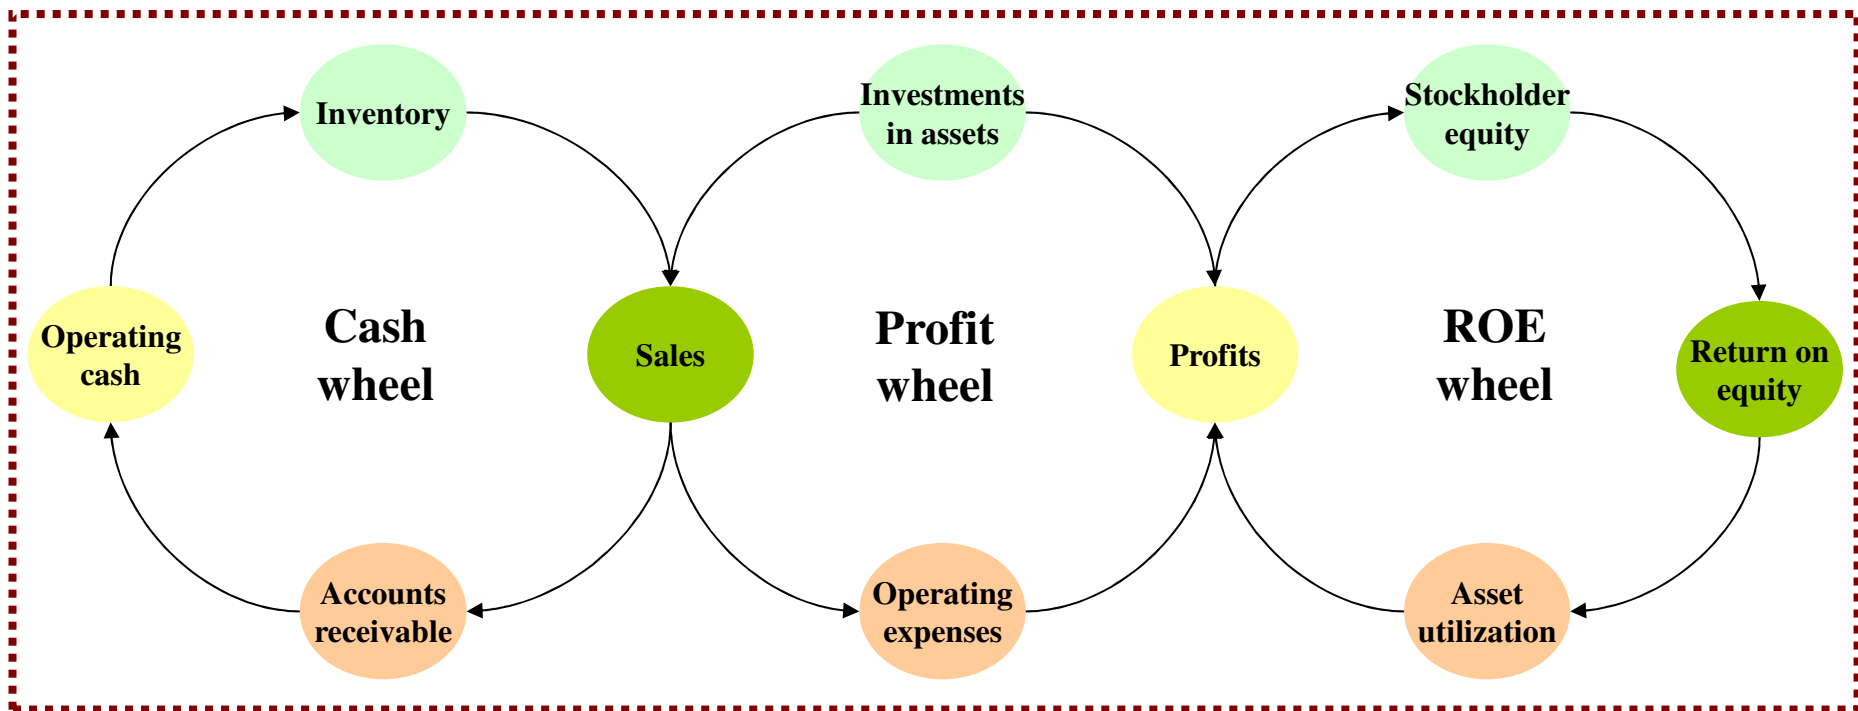 Inventory
Investments
in assets
Stockholder
equity
Operating
cash
Cash
wheel
Sales
Profit
wheel
Profits
ROE
wheel
Return on
equity
Accounts
receivable
Operating
expenses
Asset
utilization